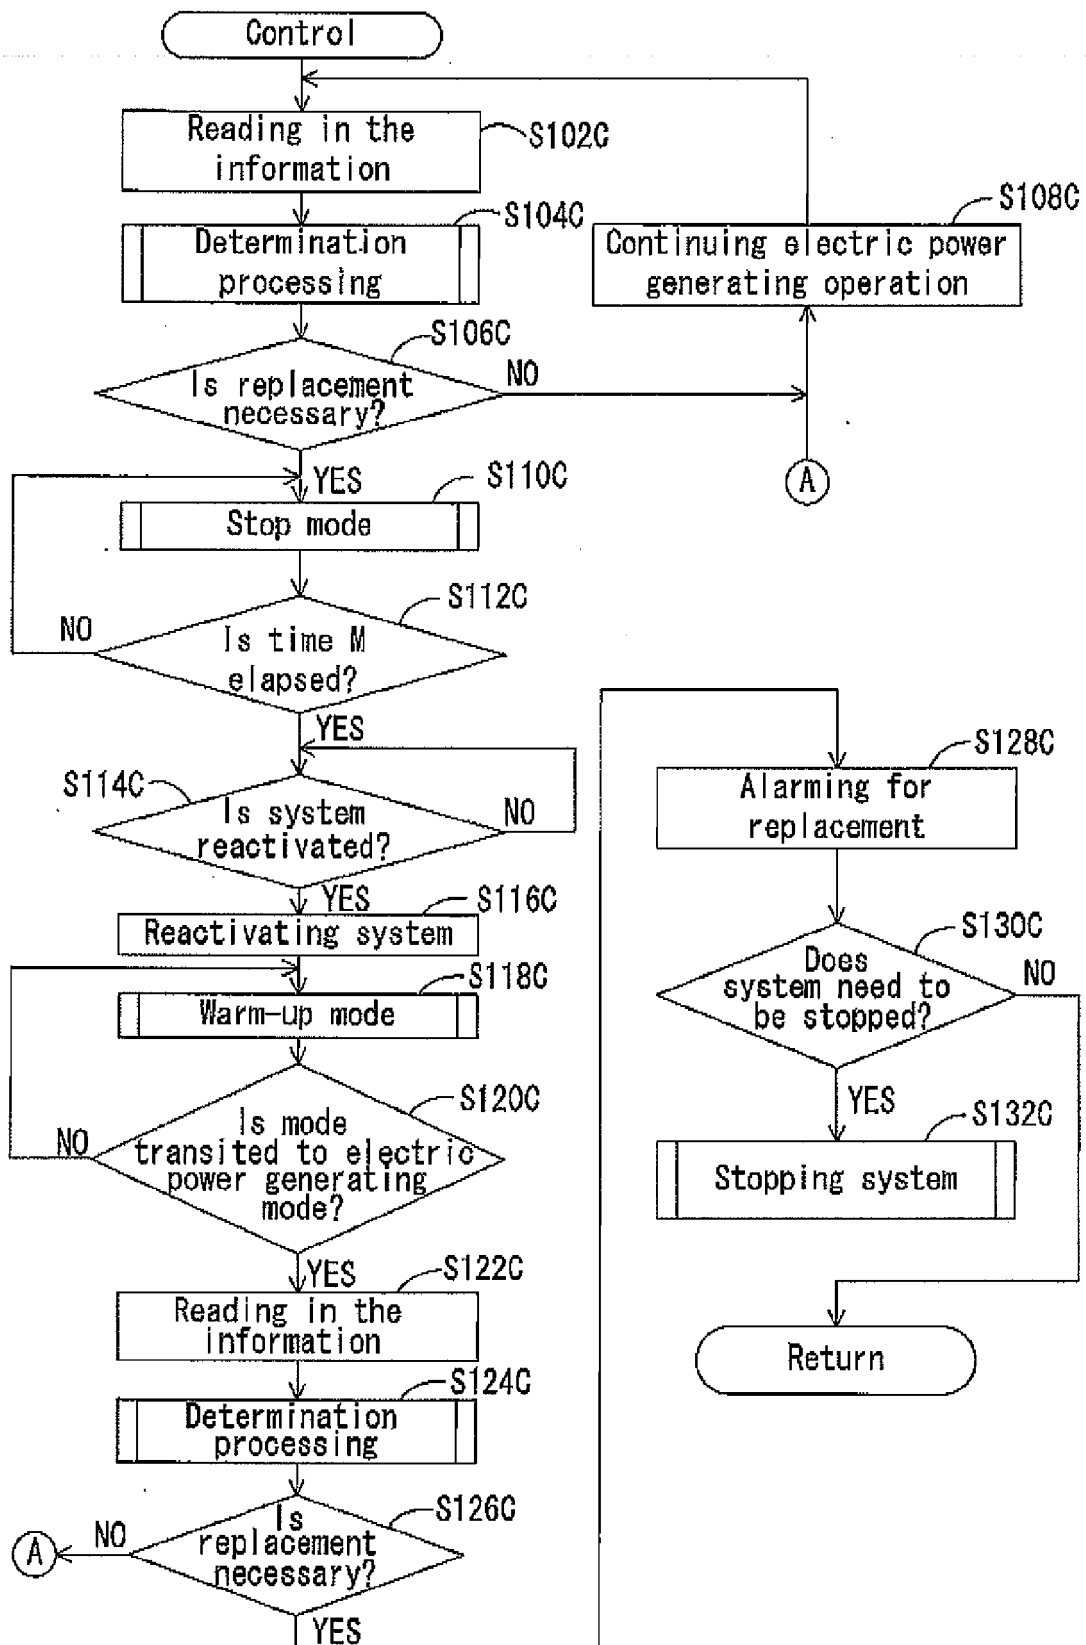 Control
Reading in the
information
S102C
Determination
processing
S104C
S108C
Continuing electric power
generating operation
S106C
Is replacement
necessary?
NO
A
YES
S110C
Stop mode
S112C
NO
Is time M
elapsed?
YES
S114C
Is system
reactivated?
NO
YES
S116C
Reactivating system
S118C
Warm-up mode
S120C
NO
Is mode
transited to electric
power generating
mode?
YES
S122C
Reading in the
information
S124C
Determination
processing
S126C
A
NO
Is
replacement
necessary?
YES
S128C
Alarming for
replacement
S130C
Does
system need to
be stopped?
NO
YES
S132C
Stopping system
Return